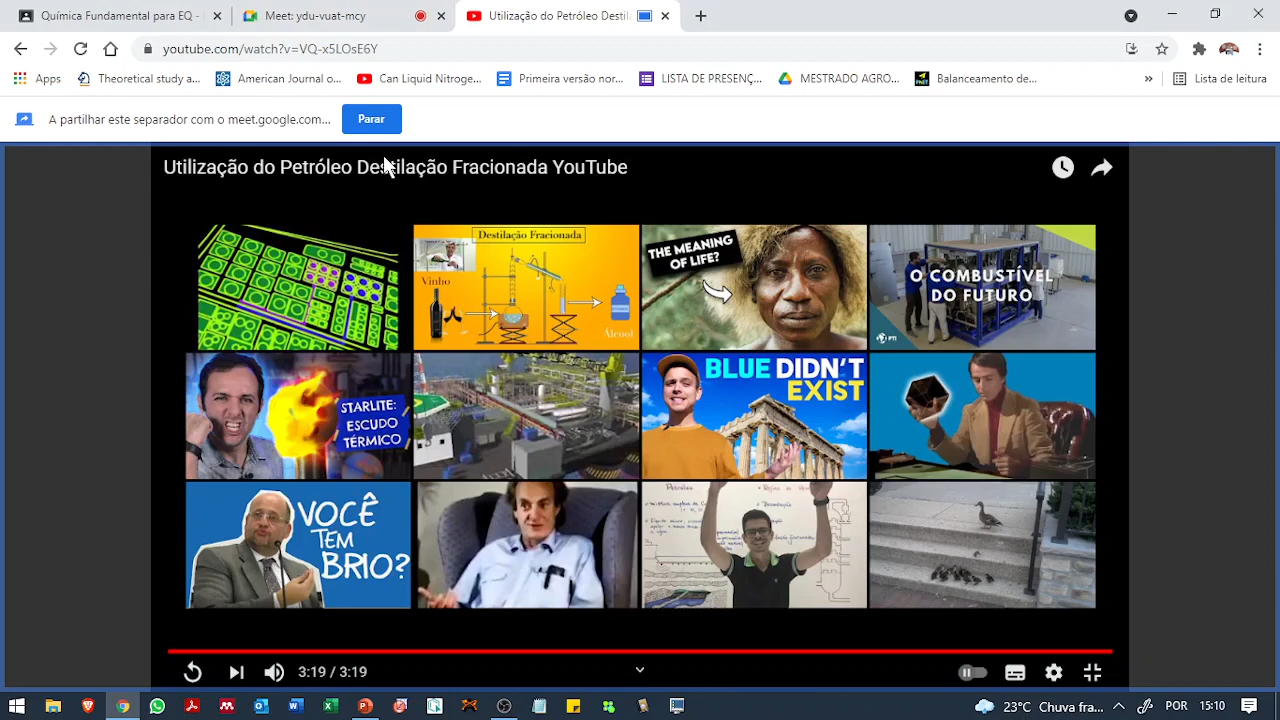 Química Fundamental para EQ -
Meet: ydu-vuat-mcy
Utilização do Petróleo Destil
youtube.com/watch?v=VQ-x5LOsE6Y
Apps
Theoretical study a...
American Journal o...
Can Liquid Nitroge...
Primeira versão nor...
LISTA DE PRESENÇ...
MESTRADO AGRO...
Balanceamento de...
»
Lista de leitura
A partilhar este separador com o meet.google.com...
Parar
Utilização do Petróleo Destilação Fracionada YouTube
Destilação Fracionada
Vinho
Álcool
THE MEANING
OF LIFE?
O COMBUSTÍVEL
DO FUTURO
PTI
STARLITE:
ESCUDO
TÉRMICO
BLUE DIDN'T
EXIST
VOCÊ
TEM
BRIO?
Petróleo
3:19 / 3:19
23°C Chuva fra...
POR
15:10